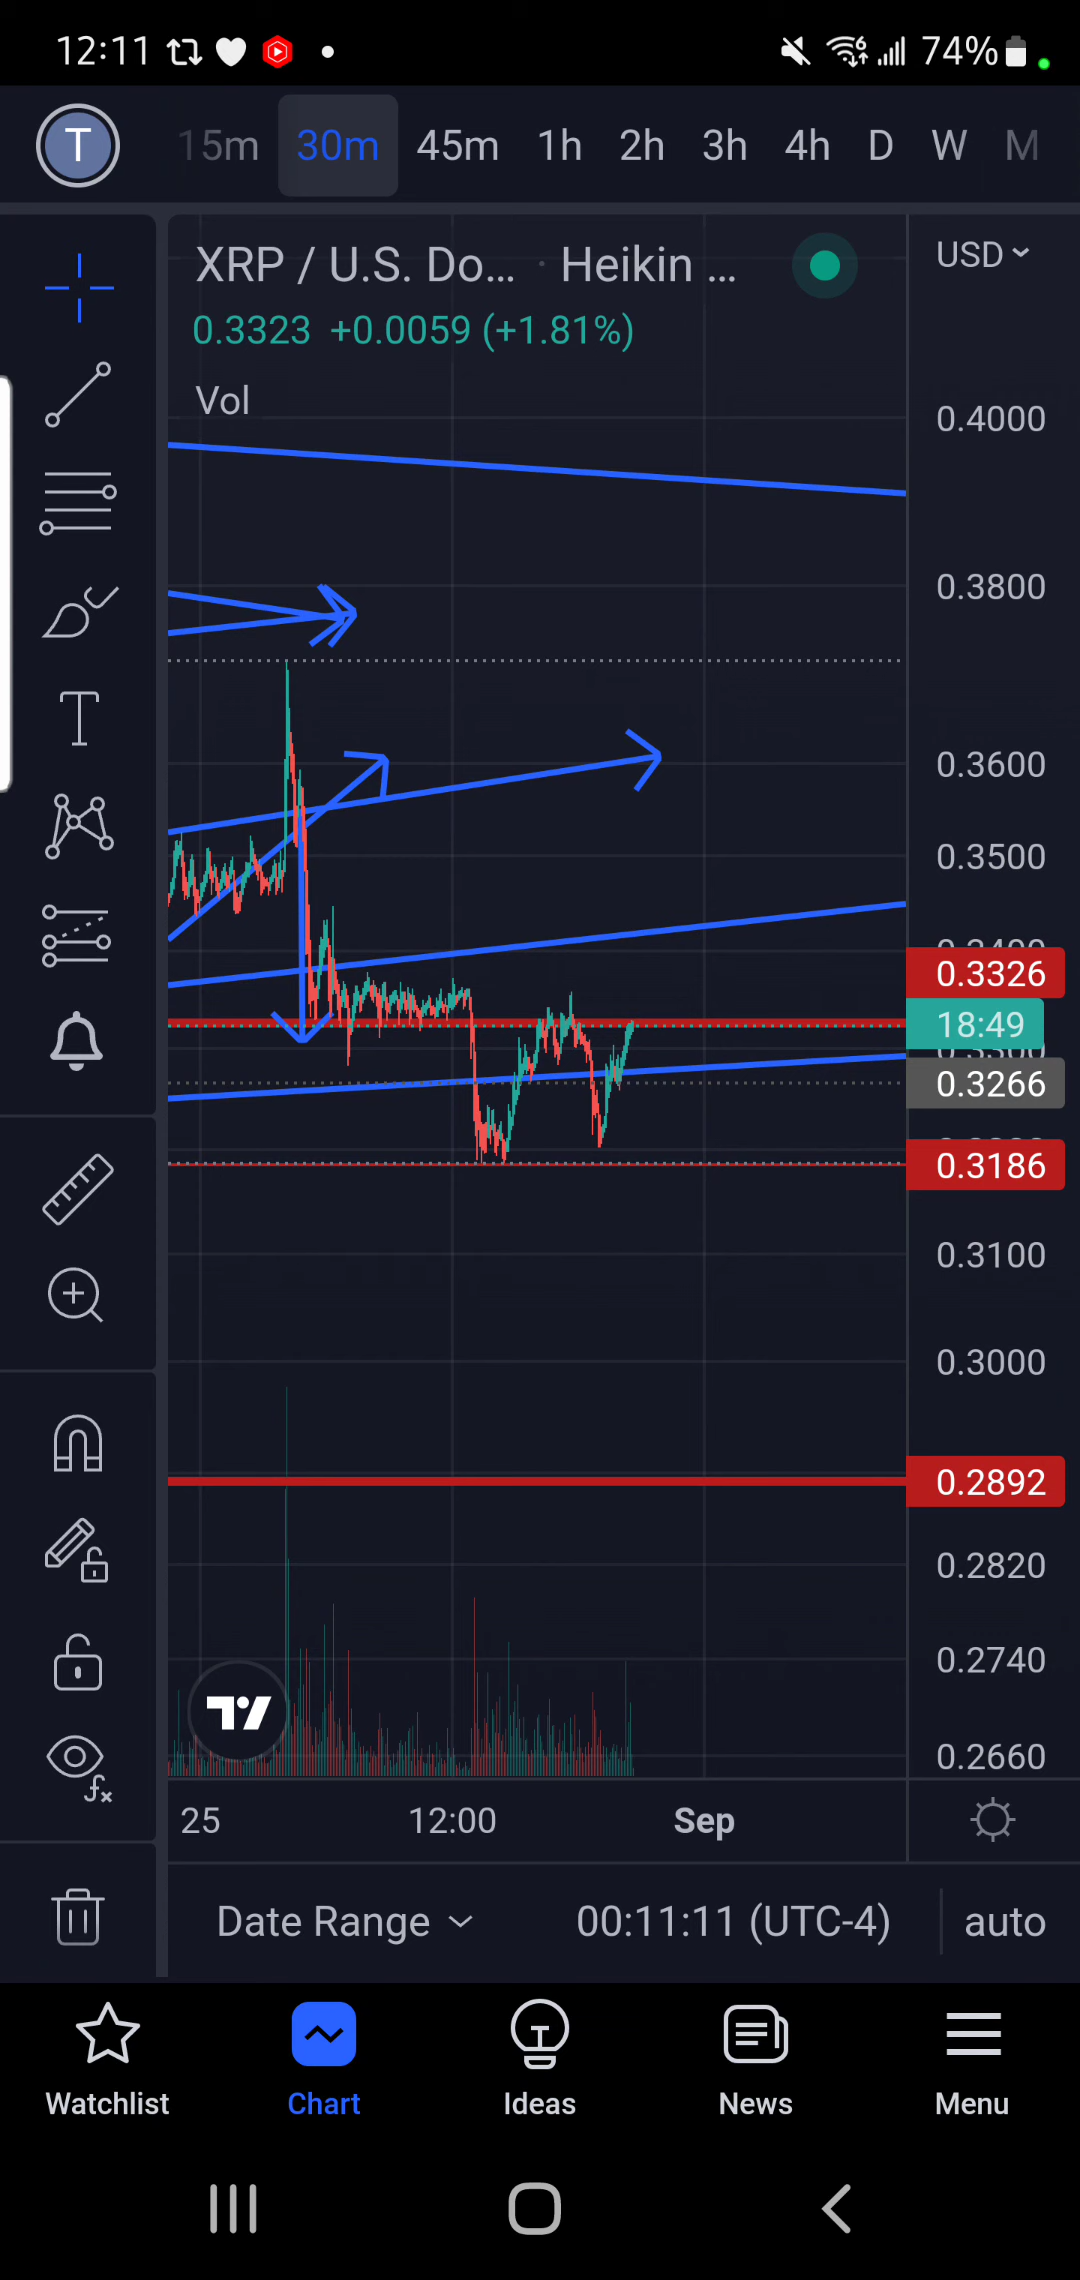 12:11 74%
T 15m 30m 45m 1h 2h 3h 4h D W M
XRP / U.S. Do... · Heikin ... USD
0.3323 +0.0059 (+1.81%)
Vol
0.4000
0.3800
0.3600
0.3500
0.3326
18:49
0.3266
0.3186
0.3100
0.3000
0.2892
0.2820
0.2740
0.2660
25 12:00 Sep
Date Range 00:11:11 (UTC-4) auto
Watchlist Chart Ideas News Menu